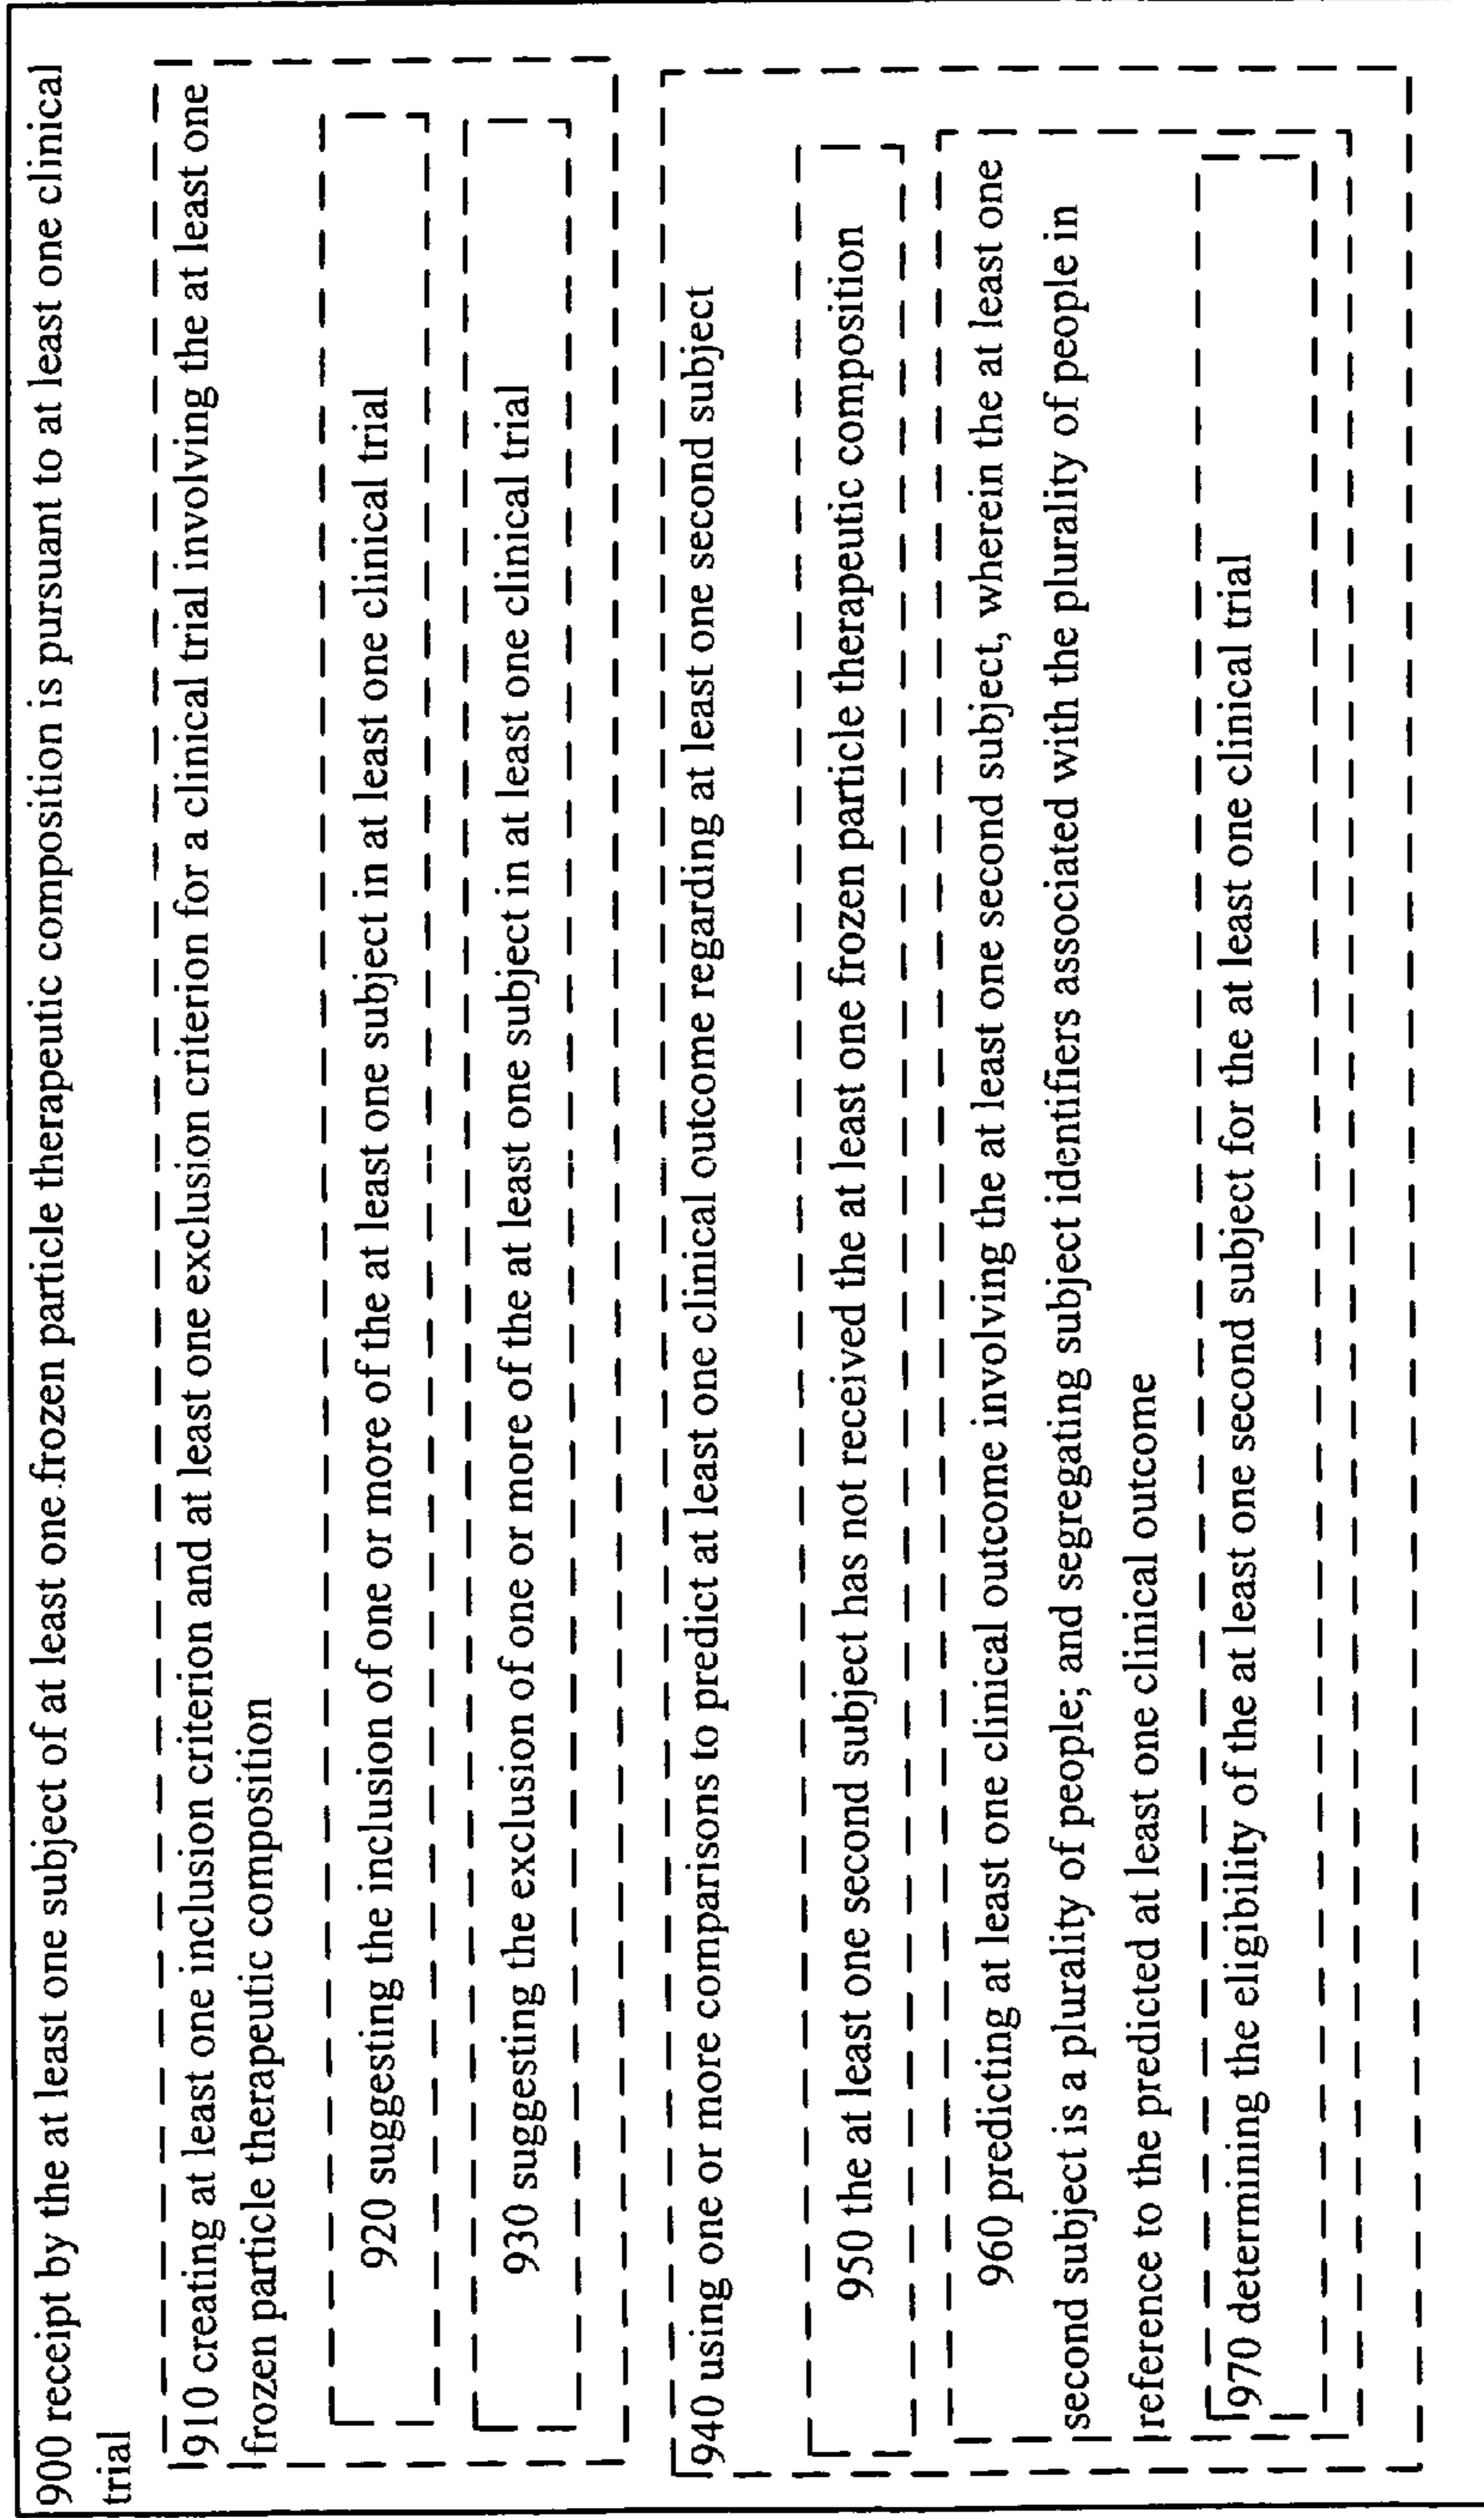 900 receipt by the at least one subject of at least one frozen particle therapeutic composition is pursuant to at least one clinical
trial
910 creating at least one inclusion criterion and at least one exclusion criterion for a clinical trial involving the at least one
frozen particle therapeutic composition
920 suggesting the inclusion of one or more of the at least one subject in at least one clinical trial
930 suggesting the exclusion of one or more of the at least one subject in at least one clinical trial
940 using one or more comparisons to predict at least one clinical outcome regarding at least one second subject
950 the at least one second subject has not received the at least one frozen particle therapeutic composition
960 predicting at least one clinical outcome involving the at least one second subject, wherein the at least one
second subject is a plurality of people; and segregating subject identifiers associated with the plurality of people in
reference to the predicted at least one clinical outcome
970 determining the eligibility of the at least one second subject for the at least one clinical trial